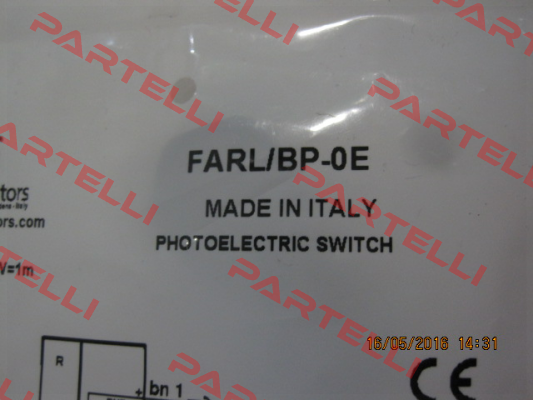 FARL/BP-0E
MADE IN ITALY
PHOTOELECTRIC SWITCH
tors
ors.com
=1m
R
+ bn 1
16/05/2016 14:31
CE
PARTELLI
PARTELLI
PARTELLI
PARTELLI
PARTELLI
PARTELLI